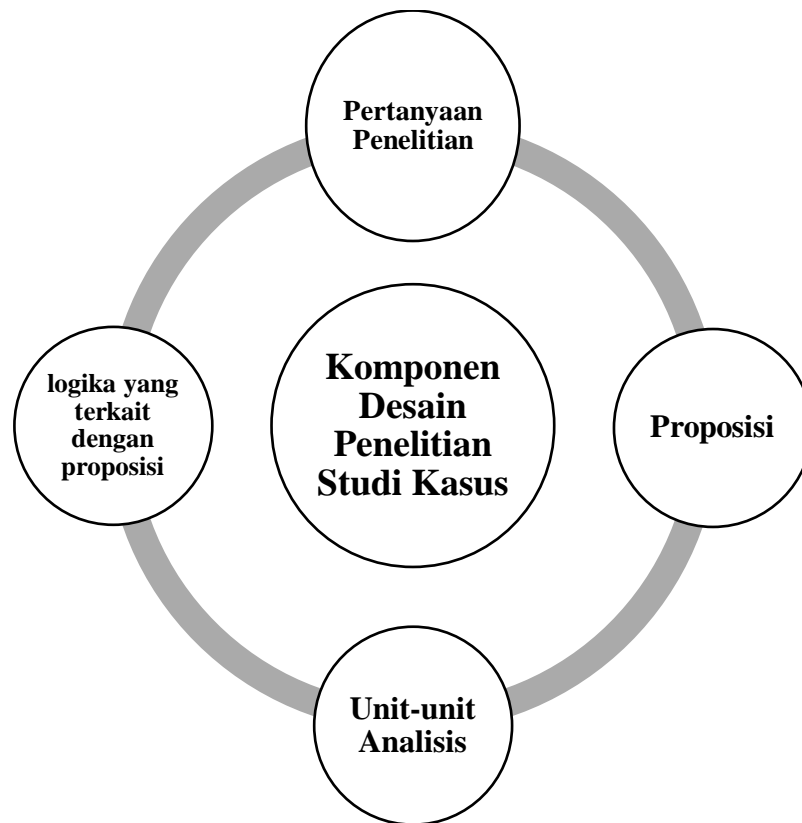 Pertanyaan
Penelitian
Komponen
Desain
Penelitian
Studi Kasus
logika yang
terkait
dengan
proposisi
Proposisi
Unit-unit
Analisis